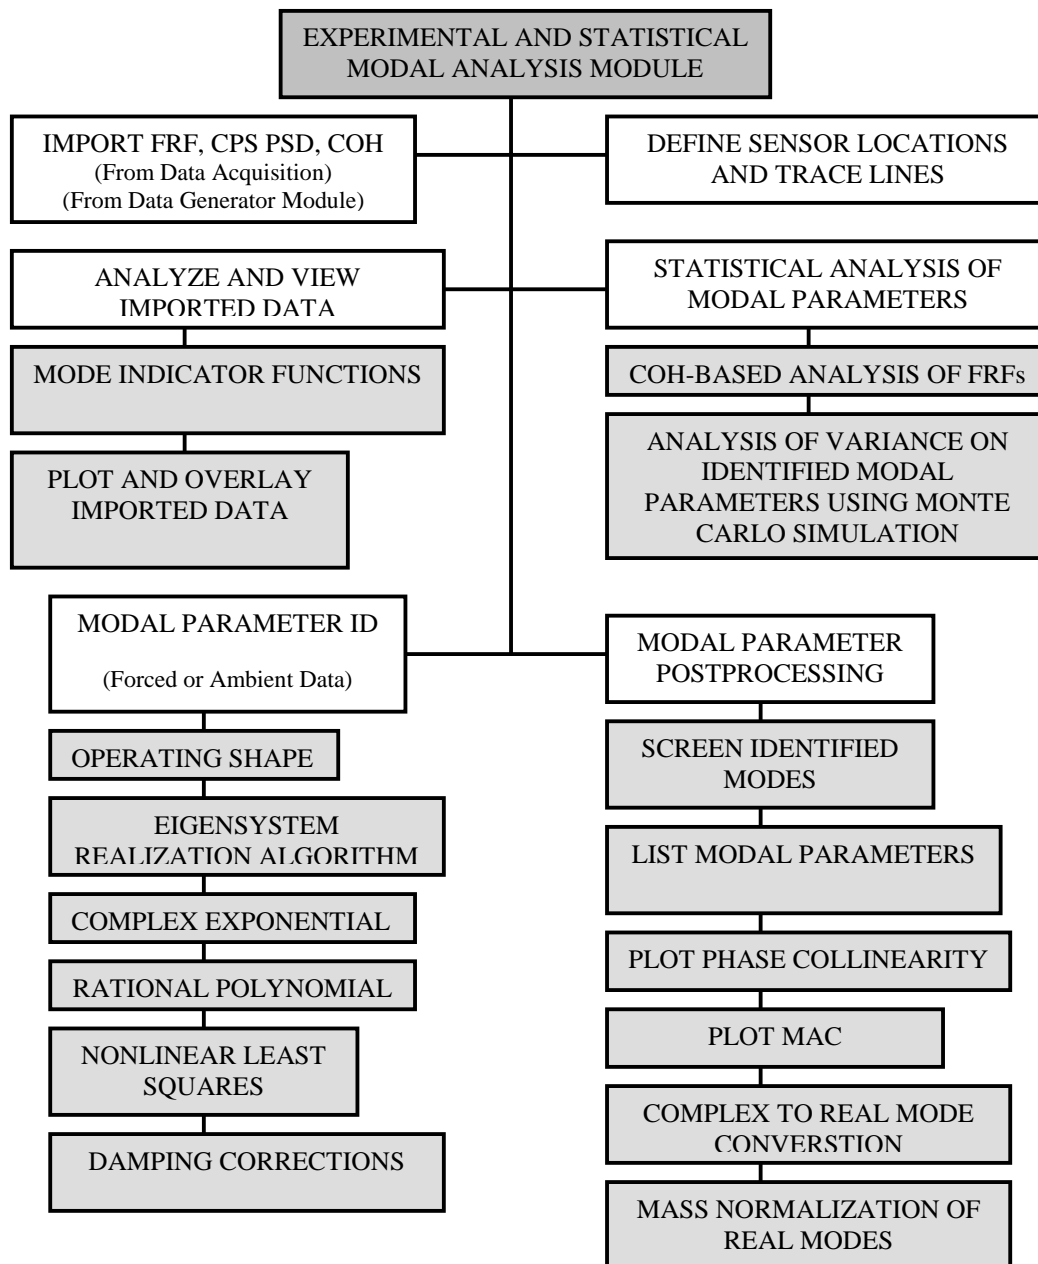 EXPERIMENTAL AND STATISTICAL
MODAL ANALYSIS MODULE
IMPORT FRF, CPS PSD, COH
(From Data Acquisition)
(From Data Generator Module)
DEFINE SENSOR LOCATIONS
AND TRACE LINES
ANALYZE AND VIEW
IMPORTED DATA
MODE INDICATOR FUNCTIONS
PLOT AND OVERLAY
IMPORTED DATA
STATISTICAL ANALYSIS OF
MODAL PARAMETERS
COH-BASED ANALYSIS OF FRFs
ANALYSIS OF VARIANCE ON
IDENTIFIED MODAL
PARAMETERS USING MONTE
CARLO SIMULATION
MODAL PARAMETER ID
(Forced or Ambient Data)
OPERATING SHAPE
EIGENSYSTEM
REALIZATION ALGORITHM
COMPLEX EXPONENTIAL
RATIONAL POLYNOMIAL
NONLINEAR LEAST
SQUARES
DAMPING CORRECTIONS
MODAL PARAMETER
POSTPROCESSING
SCREEN IDENTIFIED
MODES
LIST MODAL PARAMETERS
PLOT PHASE COLLINEARITY
PLOT MAC
COMPLEX TO REAL MODE
CONVERSTION
MASS NORMALIZATION OF
REAL MODES